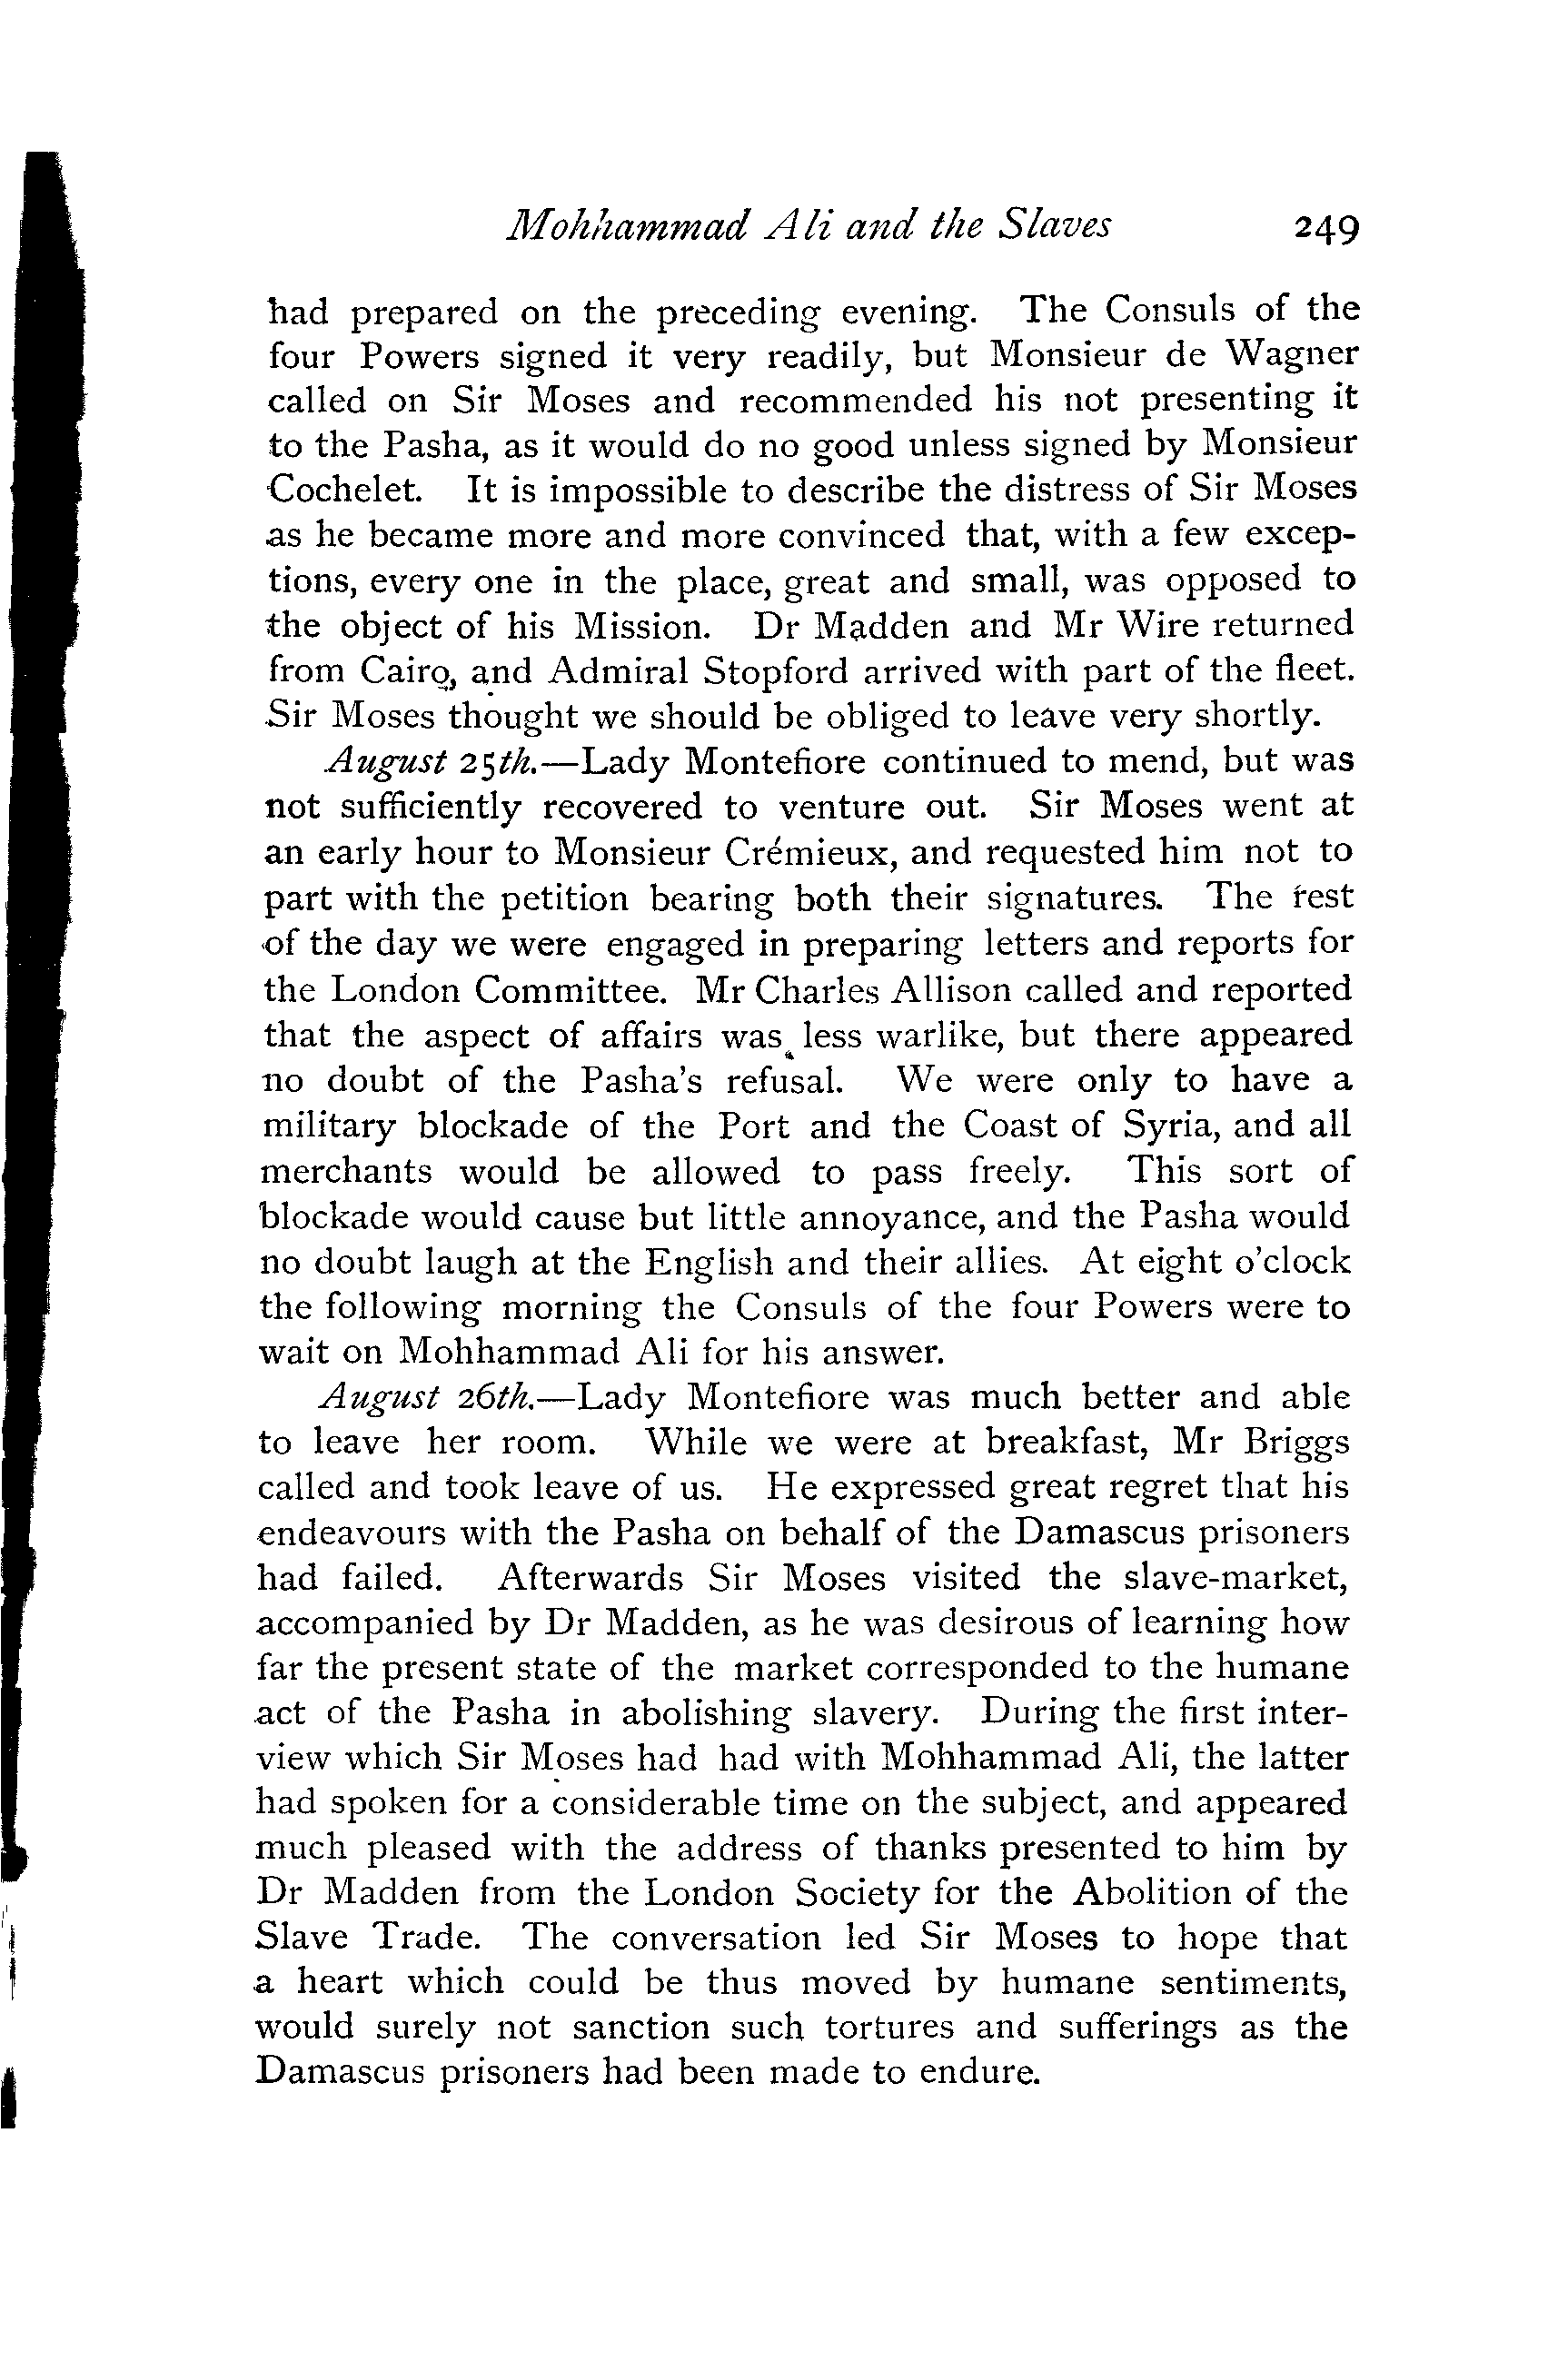 Mohhammad Ali and the Slaves 249
had prepared on the preceding evening. The Consuls of the
four Powers signed it very readily, but Monsieur de Wagner
called on Sir Moses and recommended his not presenting it
to the Pasha, as it would do no good unless signed by Monsieur
Cochelet. It is impossible to describe the distress of Sir Moses
as he became more and more convinced that, with a few excep-
tions, every one in the place, great and small, was opposed to
the object of his Mission. Dr Madden and Mr Wire returned
from Cairo, and Admiral Stopford arrived with part of the fleet.
Sir Moses thought we should be obliged to leave very shortly.
August 25th.—Lady Montefiore continued to mend, but was
not sufficiently recovered to venture out. Sir Moses went at
an early hour to Monsieur Crémieux, and requested him not to
part with the petition bearing both their signatures. The rest
of the day we were engaged in preparing letters and reports for
the London Committee. Mr Charles Allison called and reported
that the aspect of affairs was less warlike, but there appeared
no doubt of the Pasha's refusal. We were only to have a
military blockade of the Port and the Coast of Syria, and all
merchants would be allowed to pass freely. This sort of
blockade would cause but little annoyance, and the Pasha would
no doubt laugh at the English and their allies. At eight o'clock
the following morning the Consuls of the four Powers were to
wait on Mohhammad Ali for his answer.
August 26th.—Lady Montefiore was much better and able
to leave her room. While we were at breakfast, Mr Briggs
called and took leave of us. He expressed great regret that his
endeavours with the Pasha on behalf of the Damascus prisoners
had failed. Afterwards Sir Moses visited the slave-market,
accompanied by Dr Madden, as he was desirous of learning how
far the present state of the market corresponded to the humane
act of the Pasha in abolishing slavery. During the first inter-
view which Sir Moses had had with Mohhammad Ali, the latter
had spoken for a considerable time on the subject, and appeared
much pleased with the address of thanks presented to him by
Dr Madden from the London Society for the Abolition of the
Slave Trade. The conversation led Sir Moses to hope that
a heart which could be thus moved by humane sentiments,
would surely not sanction such tortures and sufferings as the
Damascus prisoners had been made to endure.